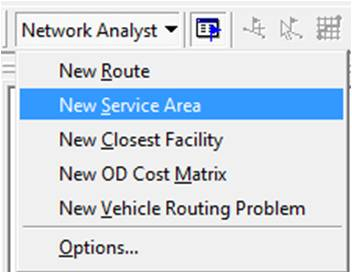 Network Analyst
New Route
New Service Area
New Closest Facility
New OD Cost Matrix
New Vehicle Routing Problem
Options...